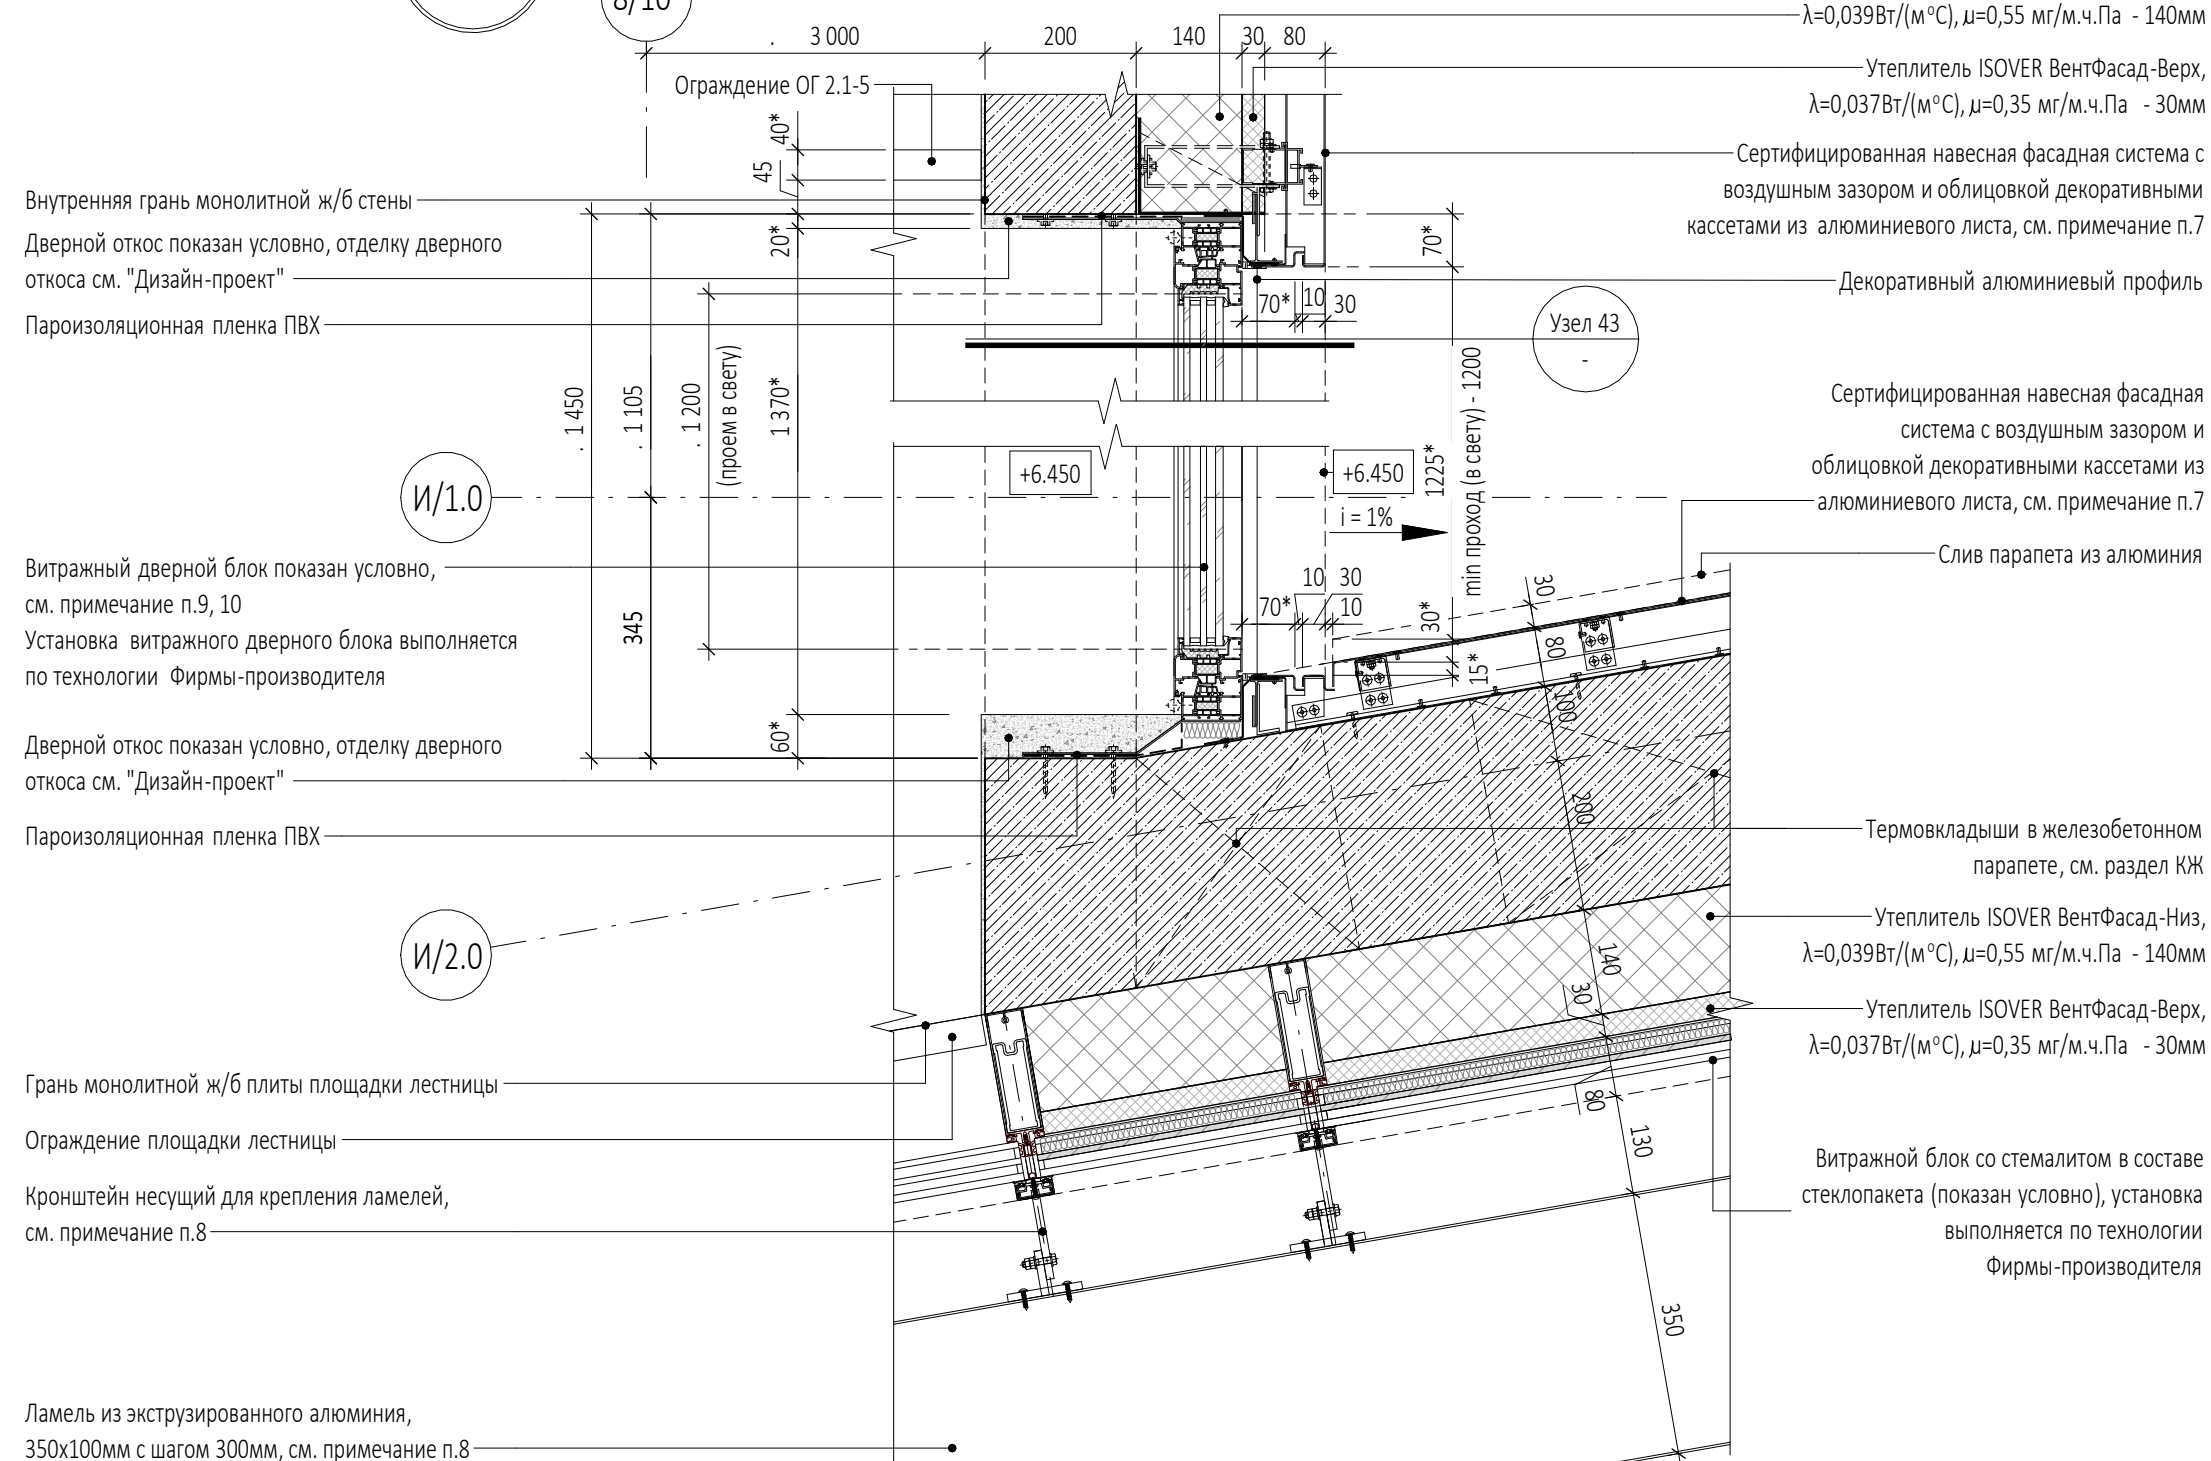 8/10
3 000
200
140
30
80
Ограждение ОГ 2.1-5
40*
45
20*
Внутренняя грань монолитной ж/б стены
Дверной откос показан условно, отделку дверного
откоса см. "Дизайн-проект"
Пароизоляционная пленка ПВХ
1 450
1 105
1 200
(проем в свету)
1 370*
345
60*
И/1.0
Витражный дверной блок показан условно,
см. примечание п.9, 10
Установка витражного дверного блока выполняется
по технологии Фирмы-производителя
Дверной откос показан условно, отделку дверного
откоса см. "Дизайн-проект"
Пароизоляционная пленка ПВХ
И/2.0
Грань монолитной ж/б плиты площадки лестницы
Ограждение площадки лестницы
Кронштейн несущий для крепления ламелей,
см. примечание п.8
Ламель из экструзированного алюминия,
350х100мм с шагом 300мм, см. примечание п.8
+6.450
+6.450
i = 1%
70*
70*
10
30
1225*
min проход (в свету) - 1200
10
30
70*
10
30*
15*
30
80
100
200
140
30
80
130
350
λ=0,039Вт/(м°С), μ=0,55 мг/м.ч.Па - 140мм
Утеплитель ISOVER ВентФасад-Верх,
λ=0,037Вт/(м°С), μ=0,35 мг/м.ч.Па - 30мм
Сертифицированная навесная фасадная система с
воздушным зазором и облицовкой декоративными
кассетами из алюминиевого листа, см. примечание п.7
Декоративный алюминиевый профиль
Узел 43
-
Сертифицированная навесная фасадная
система с воздушным зазором и
облицовкой декоративными кассетами из
алюминиевого листа, см. примечание п.7
Слив парапета из алюминия
Термовкладыши в железобетонном
парапете, см. раздел КЖ
Утеплитель ISOVER ВентФасад-Низ,
λ=0,039Вт/(м°С), μ=0,55 мг/м.ч.Па - 140мм
Утеплитель ISOVER ВентФасад-Верх,
λ=0,037Вт/(м°С), μ=0,35 мг/м.ч.Па - 30мм
Витражной блок со стемалитом в составе
стеклопакета (показан условно), установка
выполняется по технологии
Фирмы-производителя